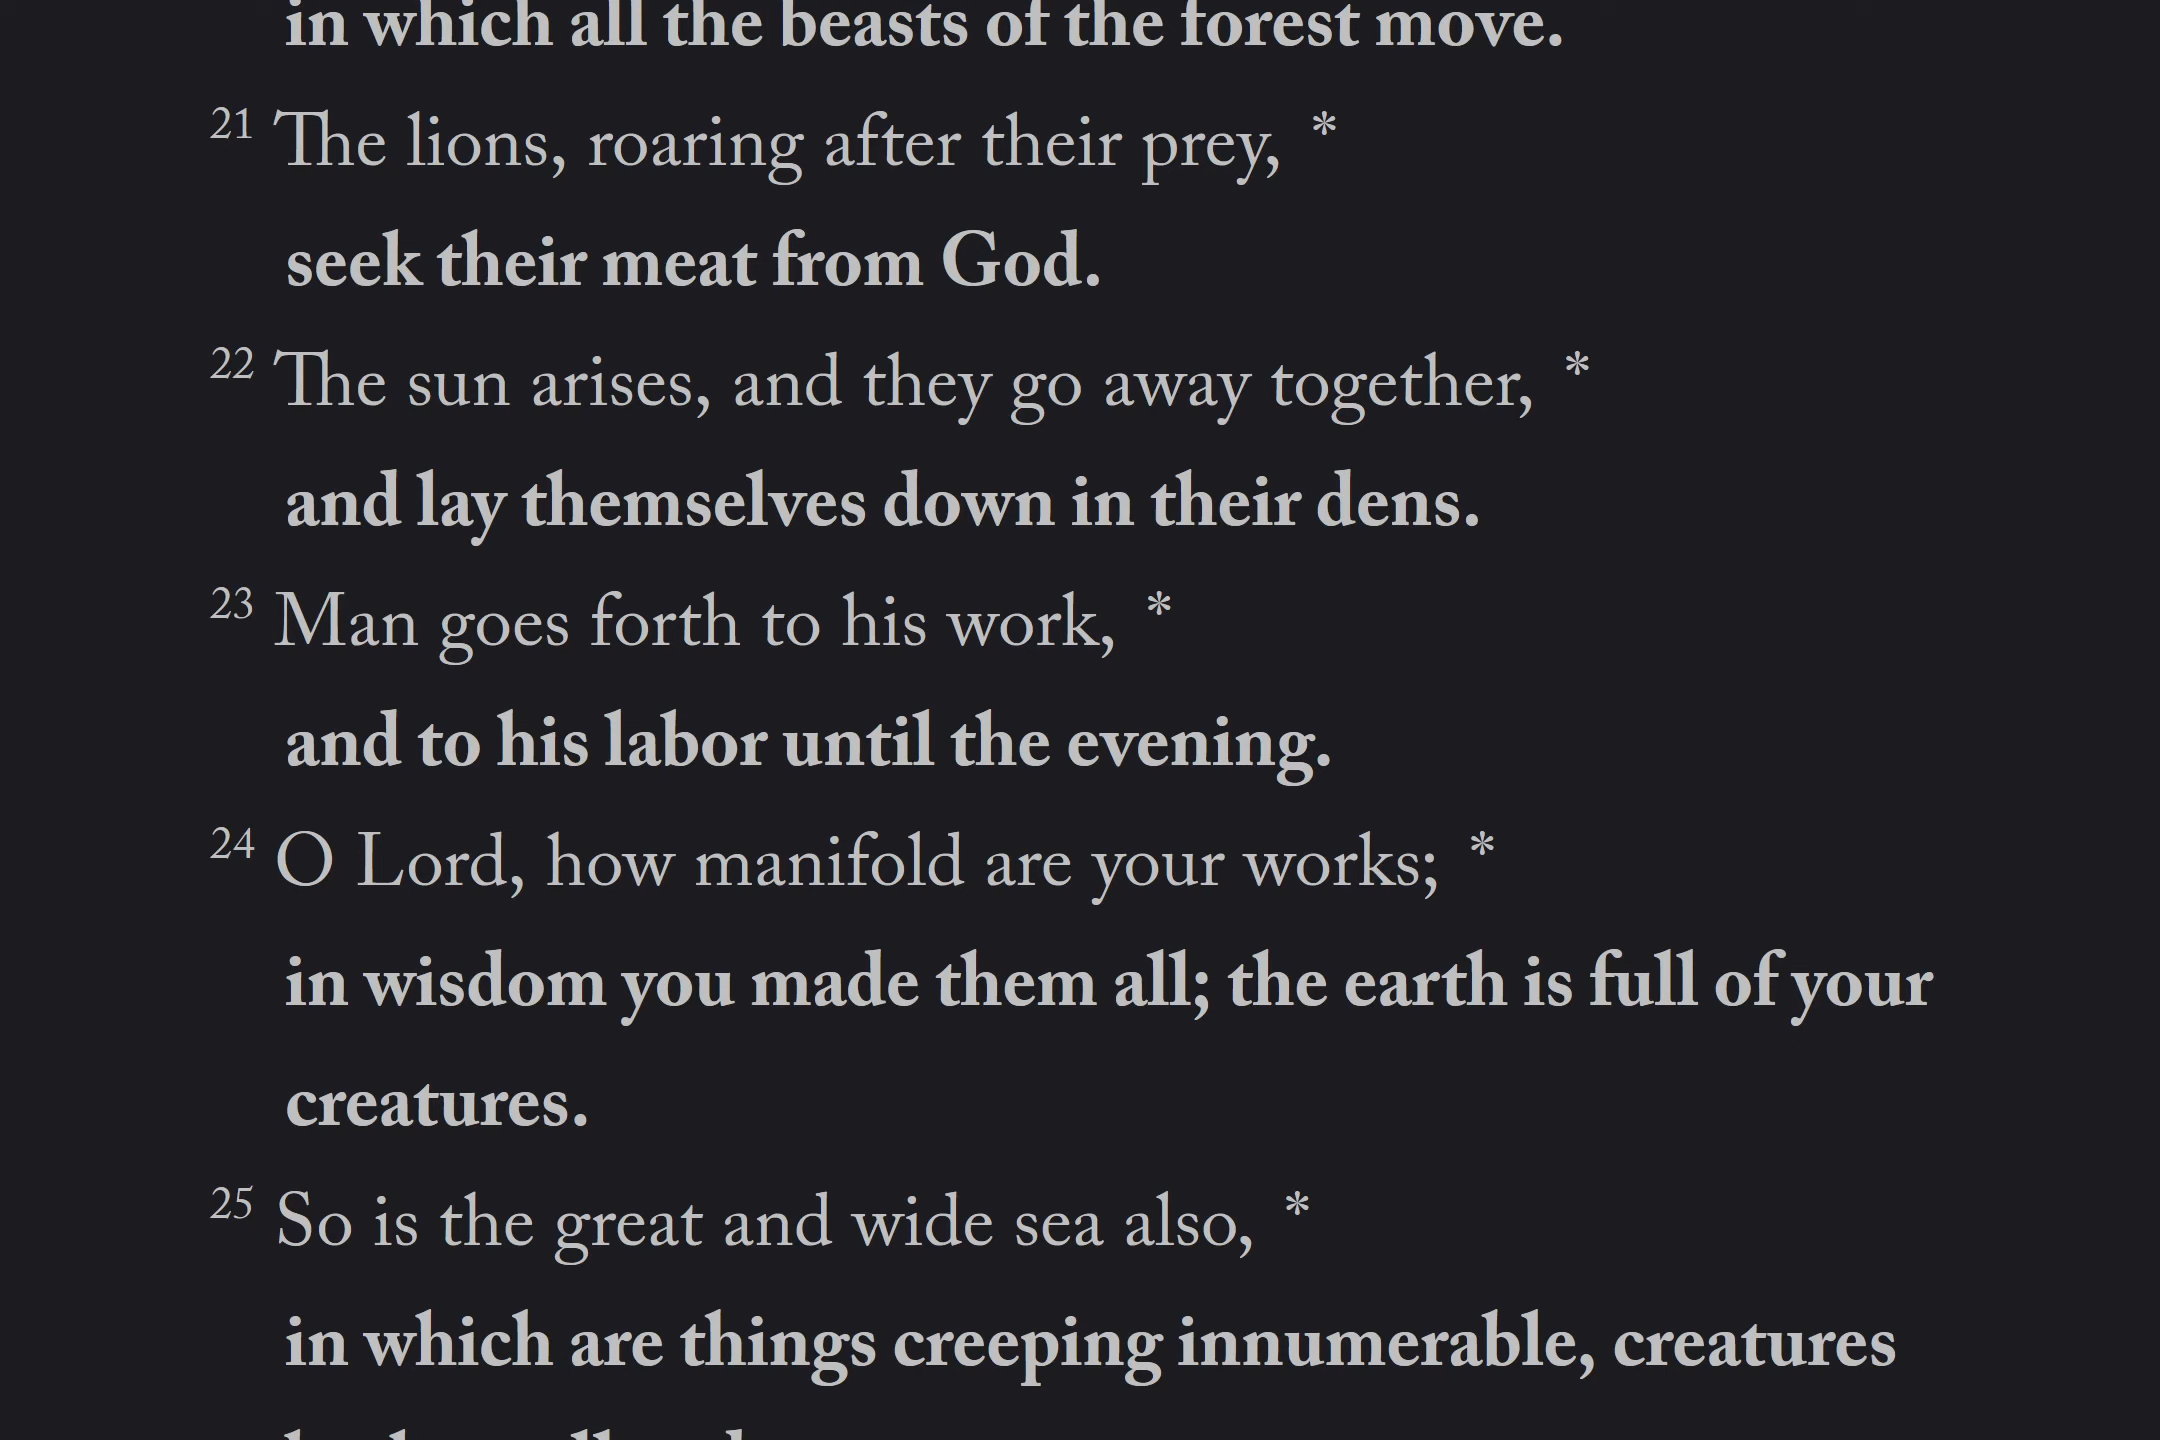 in which all the beasts of the forest move.
21 The lions, roaring after their prey, *
seek their meat from God.
22 The sun arises, and they go away together, *
and lay themselves down in their dens.
23 Man goes forth to his work, *
and to his labor until the evening.
24 O Lord, how manifold are your works; *
in wisdom you made them all; the earth is full of your
creatures.
25 So is the great and wide sea also, *
in which are things creeping innumerable, creatures